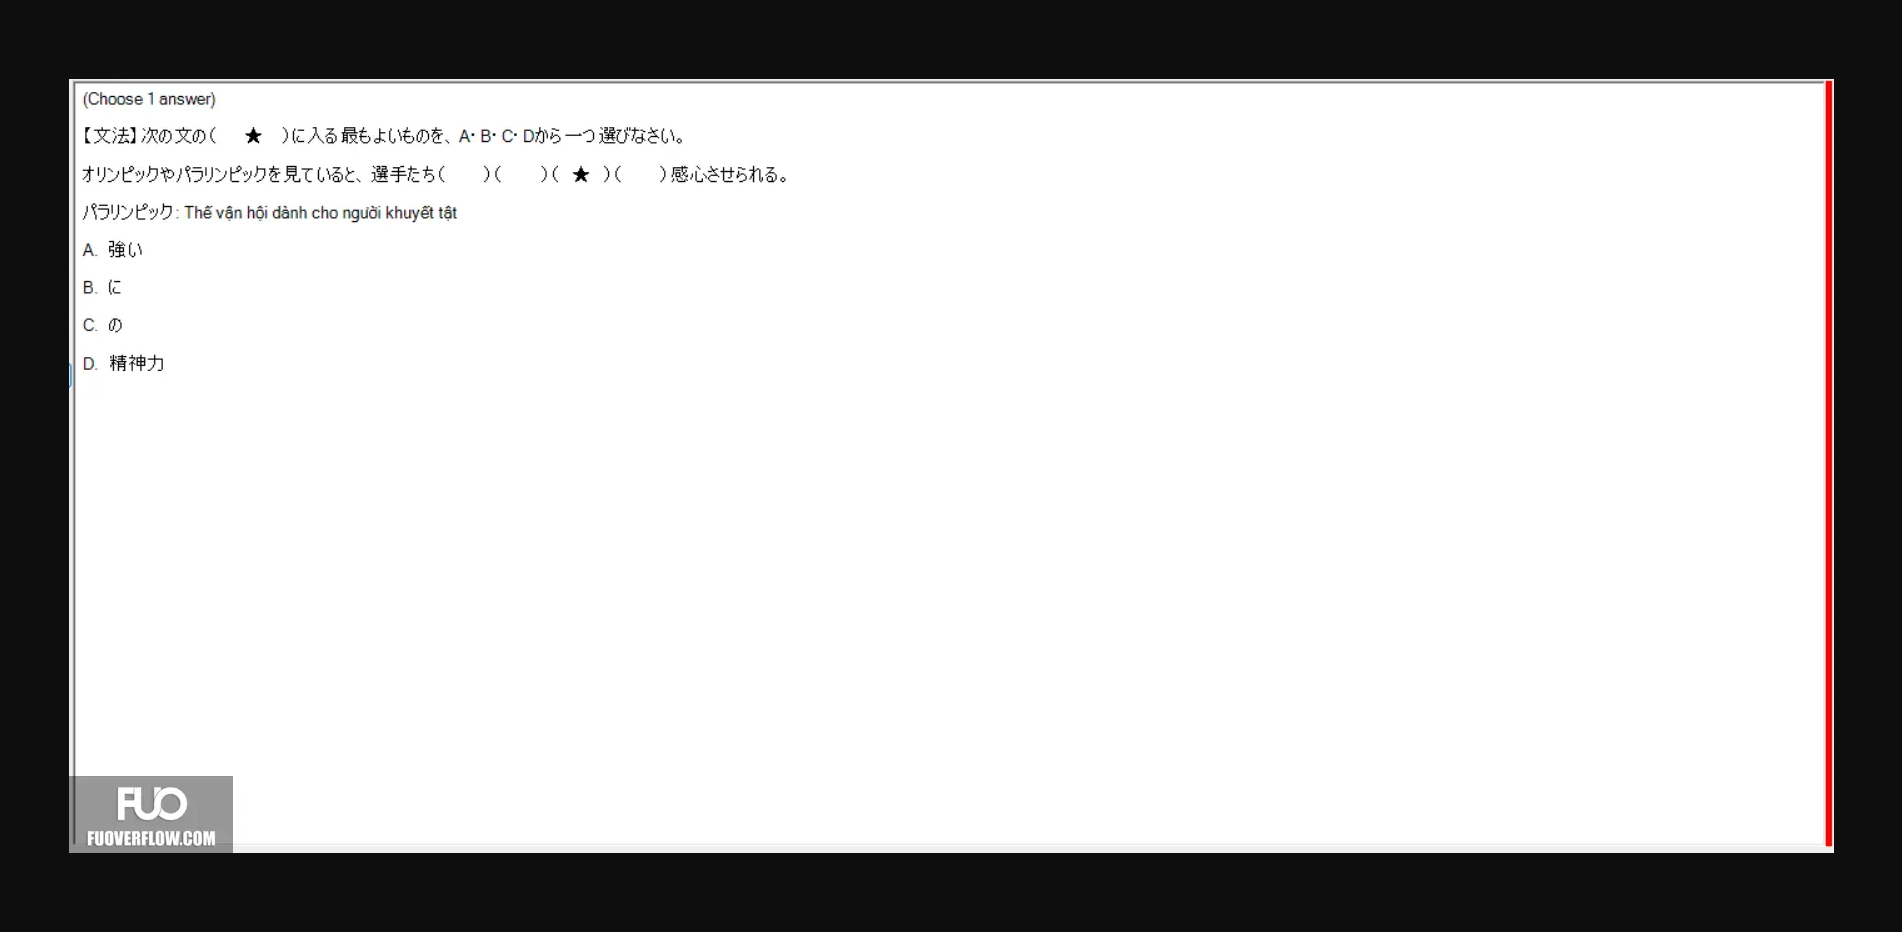 (Choose 1 answer)
【文法】次の文の( ★ )に入る最もよいものを、A・B・C・Dから一つ選びなさい。
オリンピックやパラリンピックを見ていると、選手たち( )( )( ★ )( )感心させられる。
パラリンピック: Thế vận hội dành cho người khuyết tật
A. 強い
B. に
C. の
D. 精神力
FUO
FUOVERFLOW.COM